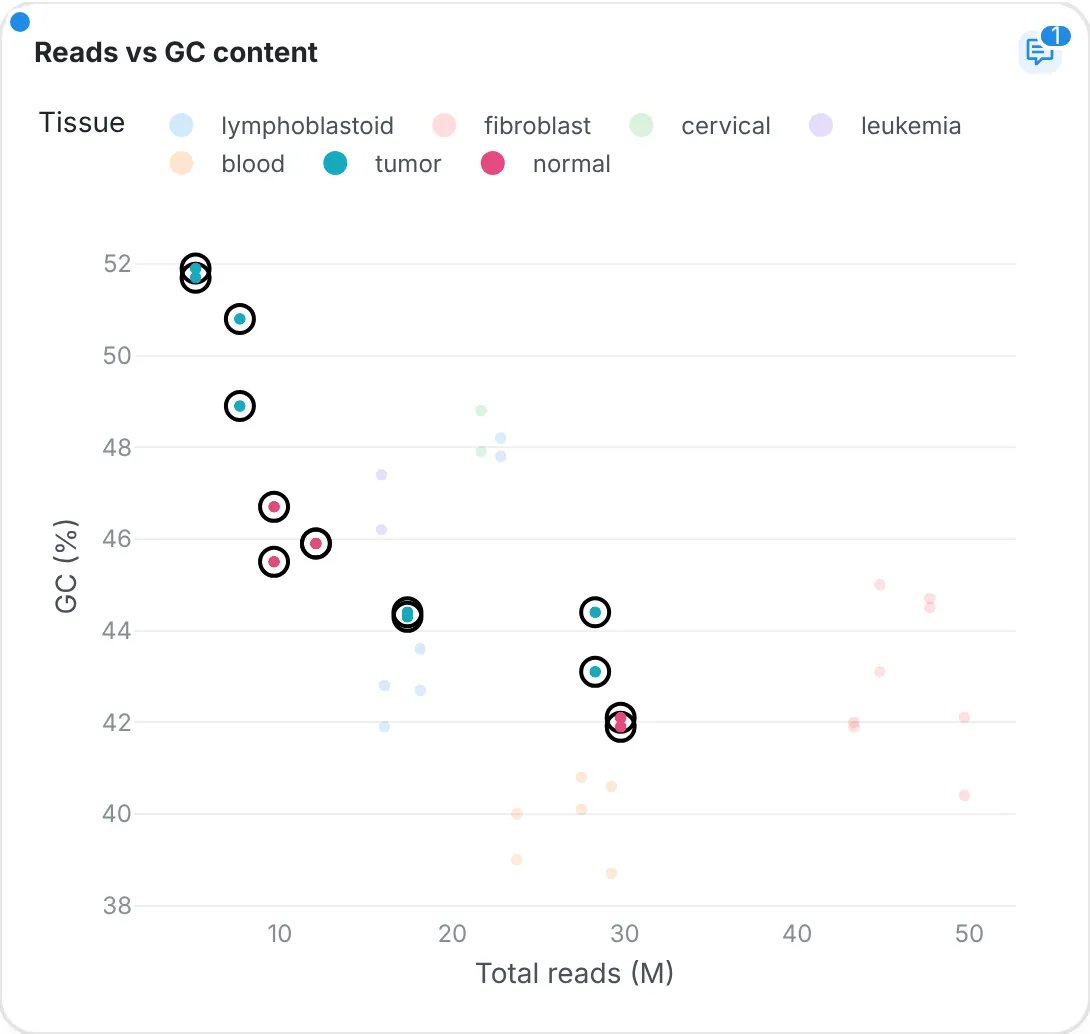 1
Reads vs GC content
Tissue
lymphoblastoid fibroblast cervical leukemia
blood tumor normal
52
50
48
46
44
42
40
38
GC (%)
10 20 30 40 50
Total reads (M)